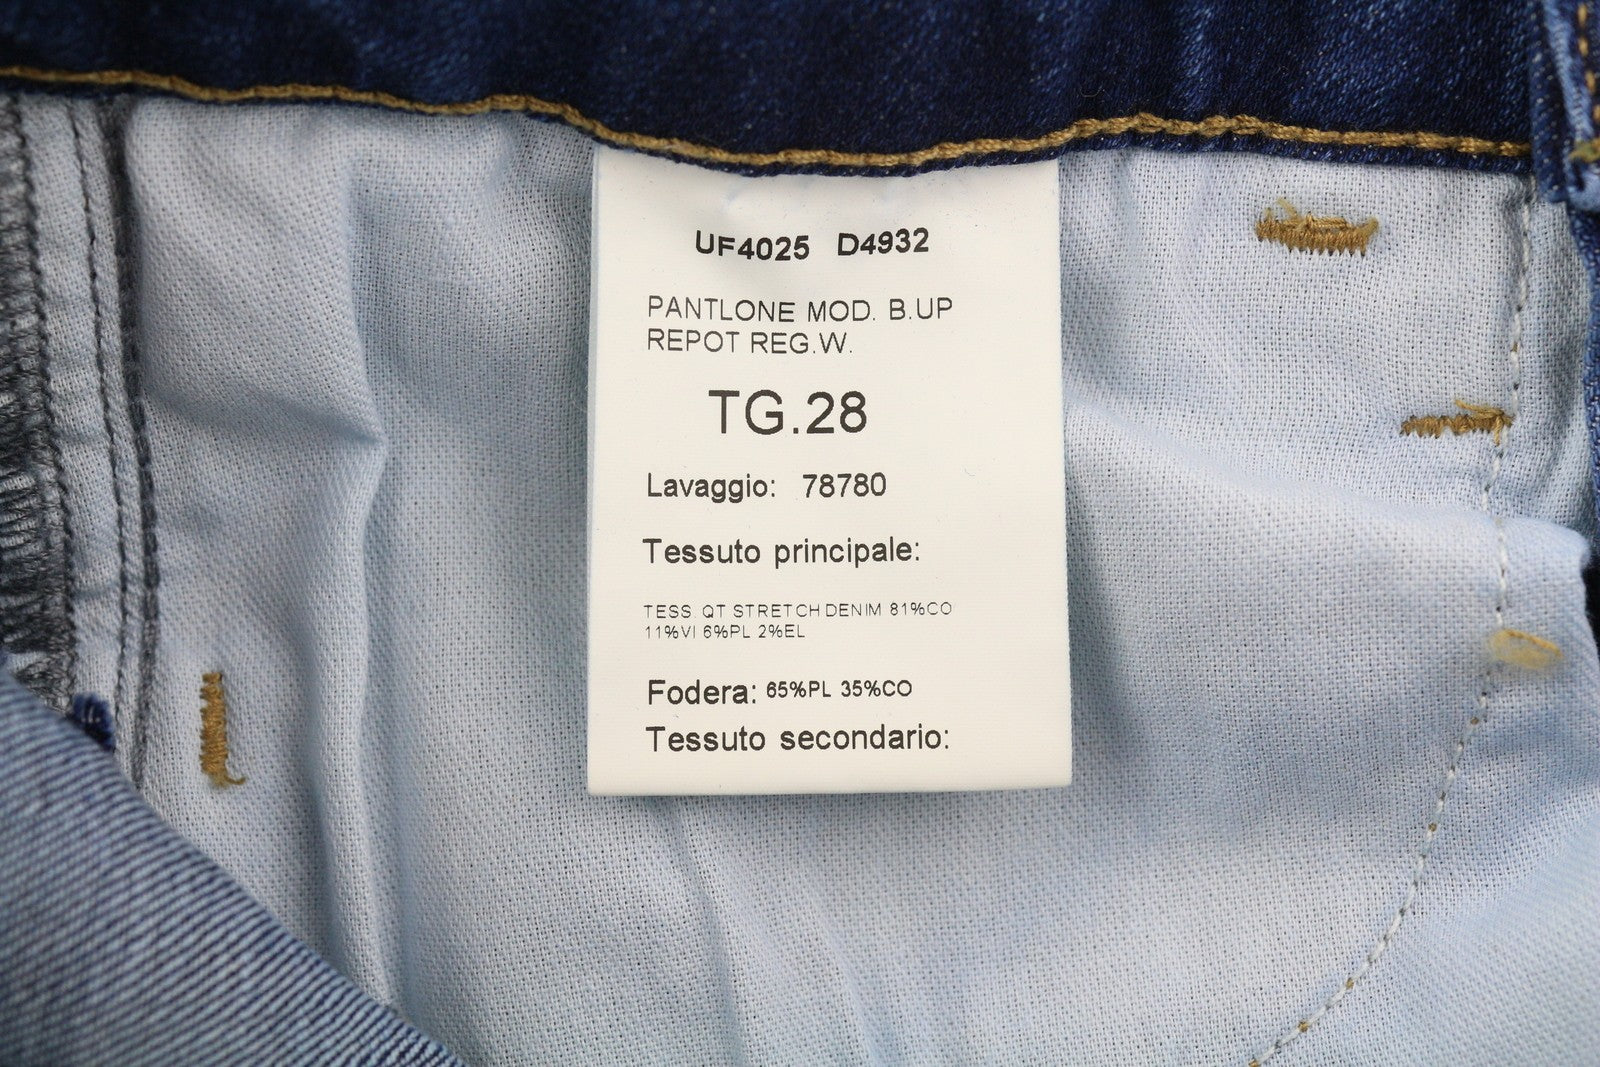 UF4025 D4932
PANTLONE MOD. B.UP
REPOT REG.W.
TG.28
Lavaggio: 78780
Tessuto principale:
TESS. QT STRETCH DENIM 81%CO
11%VI 6%PL 2%EL
Fodera: 65%PL 35%CO
Tessuto secondario: